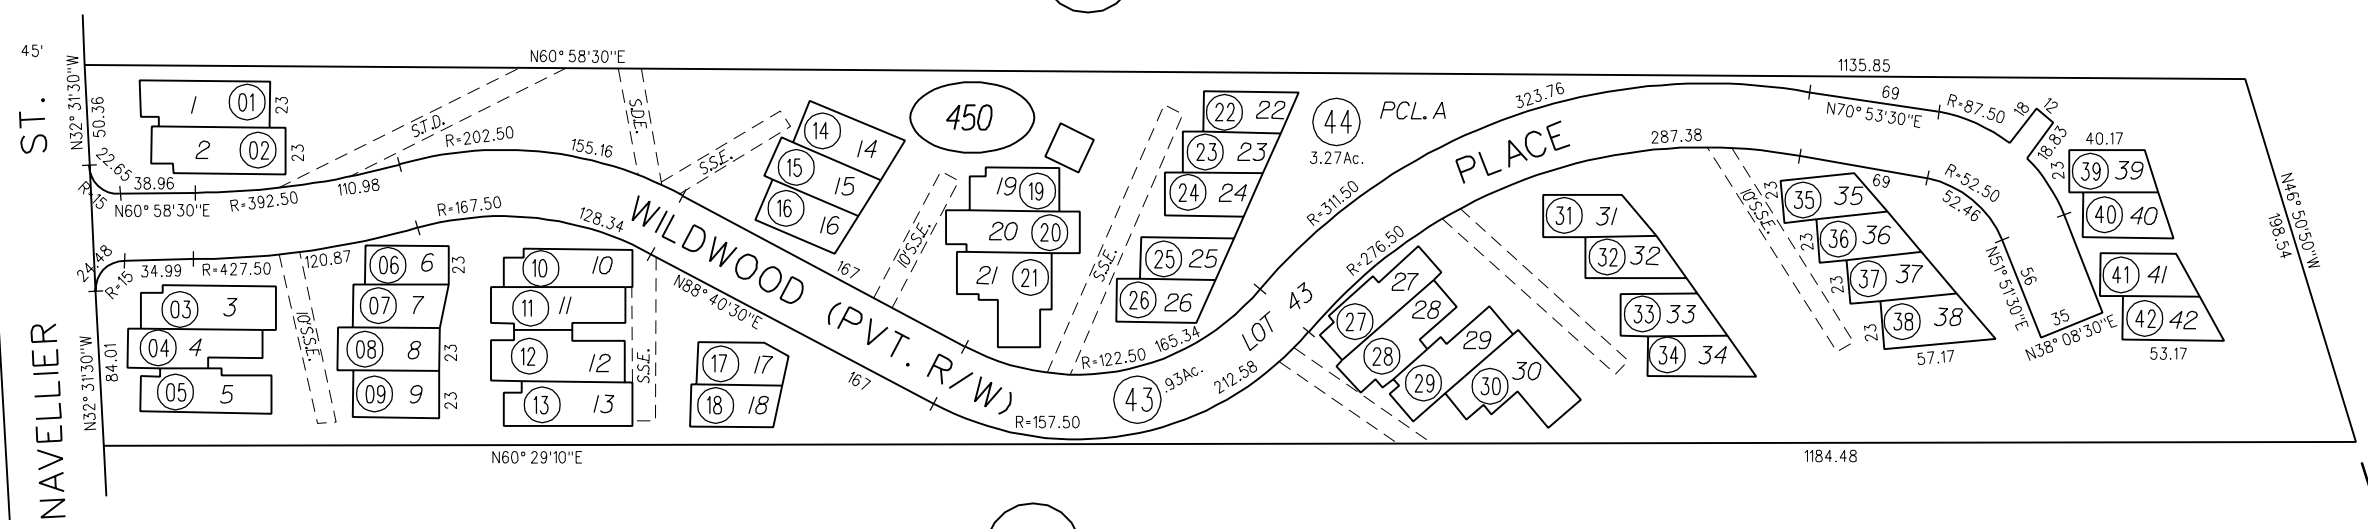 45'
N60° 58'30"E
1135.85
NAVELLIER ST.
N32° 31'30"W
50.36
22.65
R=15
38.96
N60° 58'30"E
R=392.50
110.98
R=202.50
155.16
S.T.D.
S.D.E.
S.S.E.
1 01 23
2 02 23
14 14
15 15
16 16
450
10'S.S.E.
19 19
20 20
21 21
S.S.E.
22 22
23 23
24 24
25 25
26 26
44
3.27Ac.
PCL. A
323.76
R=311.50
287.38
69
N70° 53'30"E
R=87.50
18
12
18.83
40.17
23
39 39
40 40
41 41
42 42
53.17
N46° 50'50"W
198.54
24.48
R=15
34.99
R=427.50
120.87
R=167.50
128.34
WILDWOOD (PVT. R/W) PLACE
167
N88° 40'30"E
167
R=122.50
165.34
R=157.50
212.58
43
.93Ac.
LOT 43
R=276.50
N32° 31'30"W
84.01
03 3
04 4
05 5
10'S.S.E.
06 6 23
07 7
08 8 23
09 9 23
10 10
11 11
12 12
13 13
S.S.E.
17 17
18 18
27 27
28 28
29 29
30 30
31 31
32 32
33 33
34 34
10'S.S.E.
23
35 35
23
36 36
23
37 37
23
38 38
57.17
69
R=52.50
52.46
N51° 51'30"E
56
35
N38° 08'30"E
N60° 29'10"E
1184.48